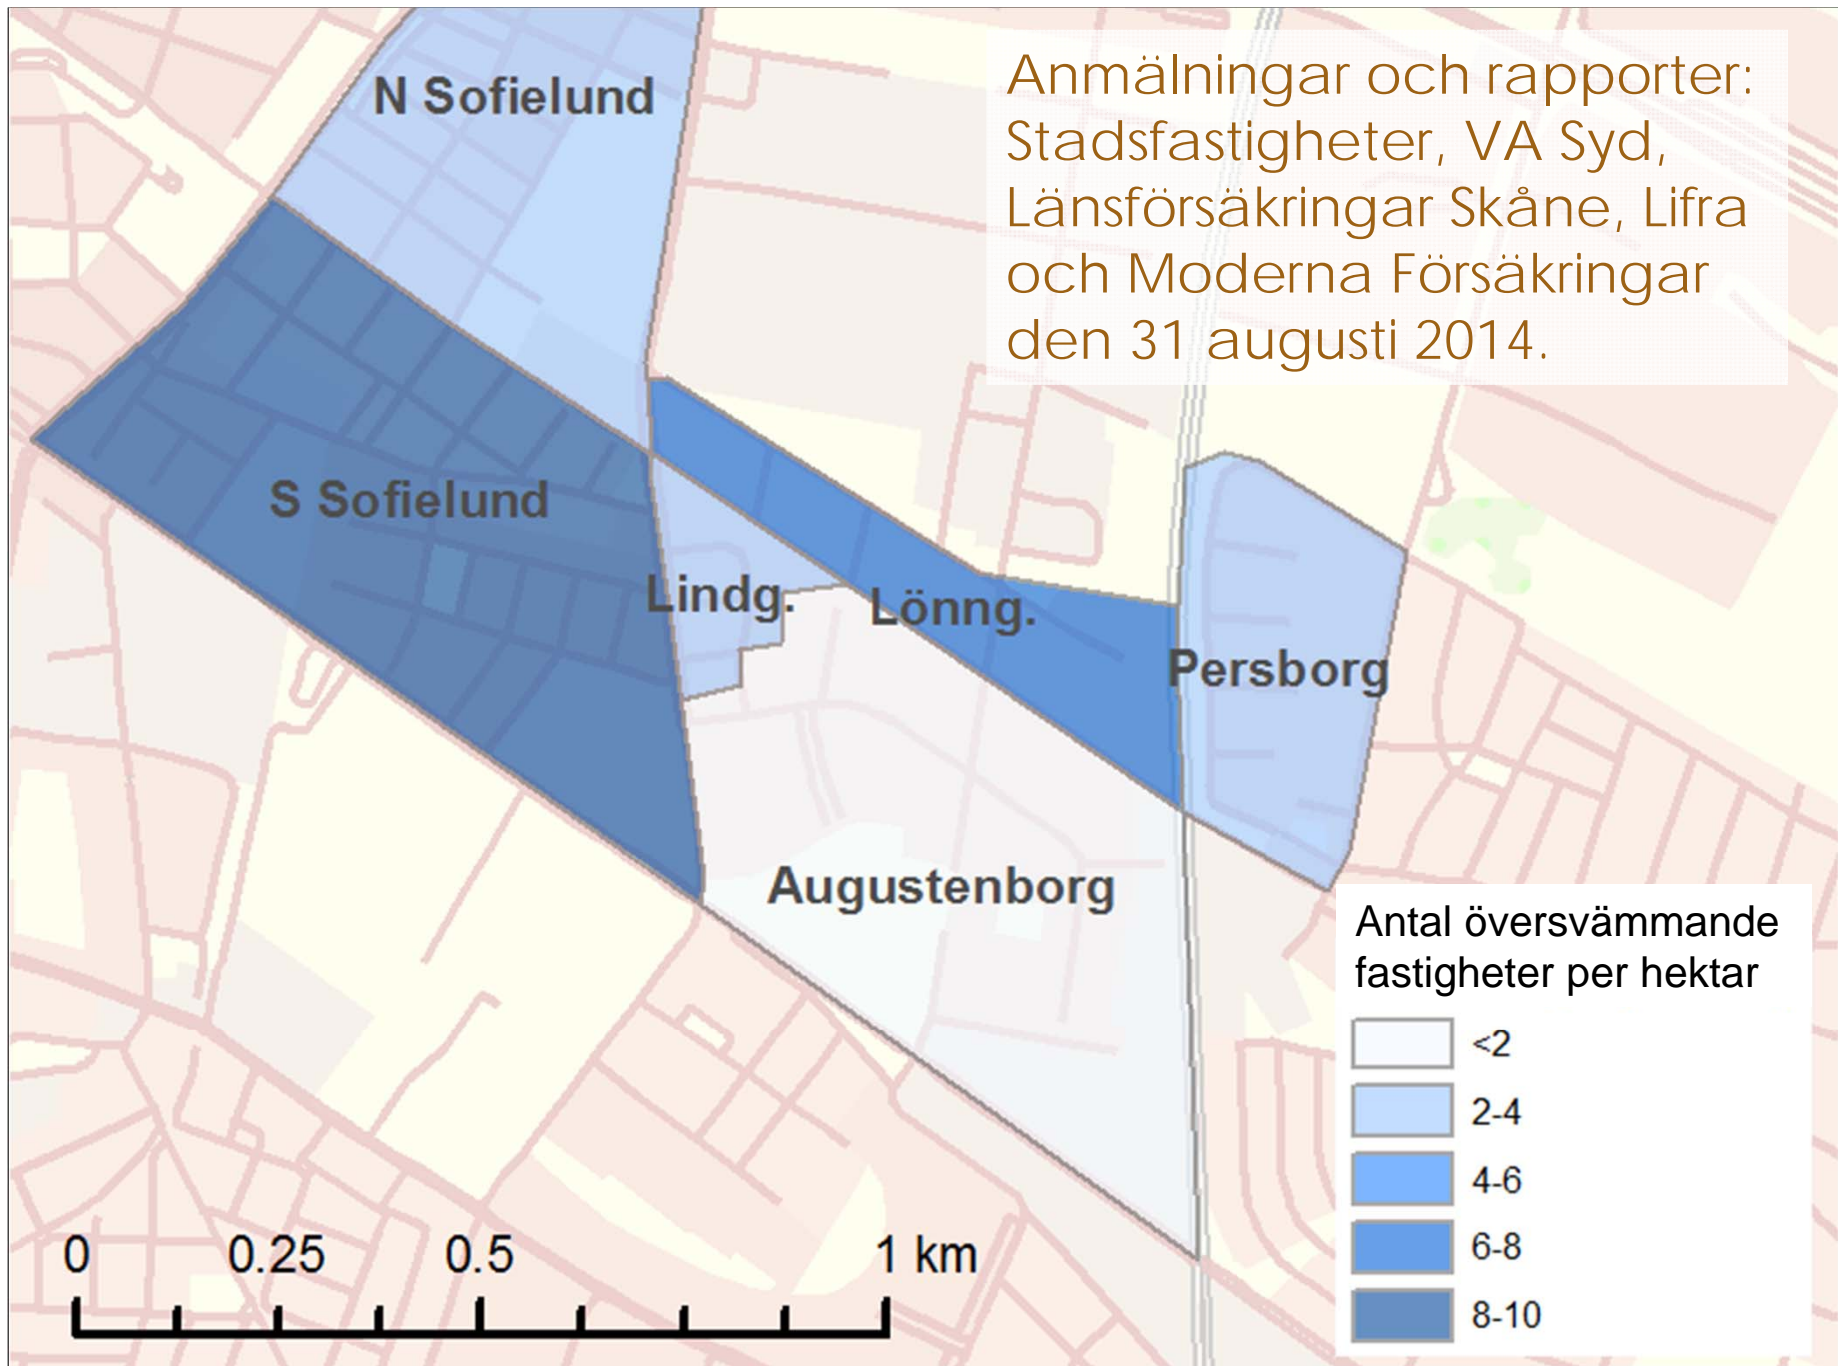 Anmälningar och rapporter:
Stadsfastigheter, VA Syd,
Länsförsäkringar Skåne, Lifra
och Moderna Försäkringar
den 31 augusti 2014.
N Sofielund
S Sofielund
Lindg.
Lönng.
Persborg
Augustenborg
Antal översvämmande
fastigheter per hektar
<2
2-4
4-6
6-8
8-10
0 0.25 0.5 1 km